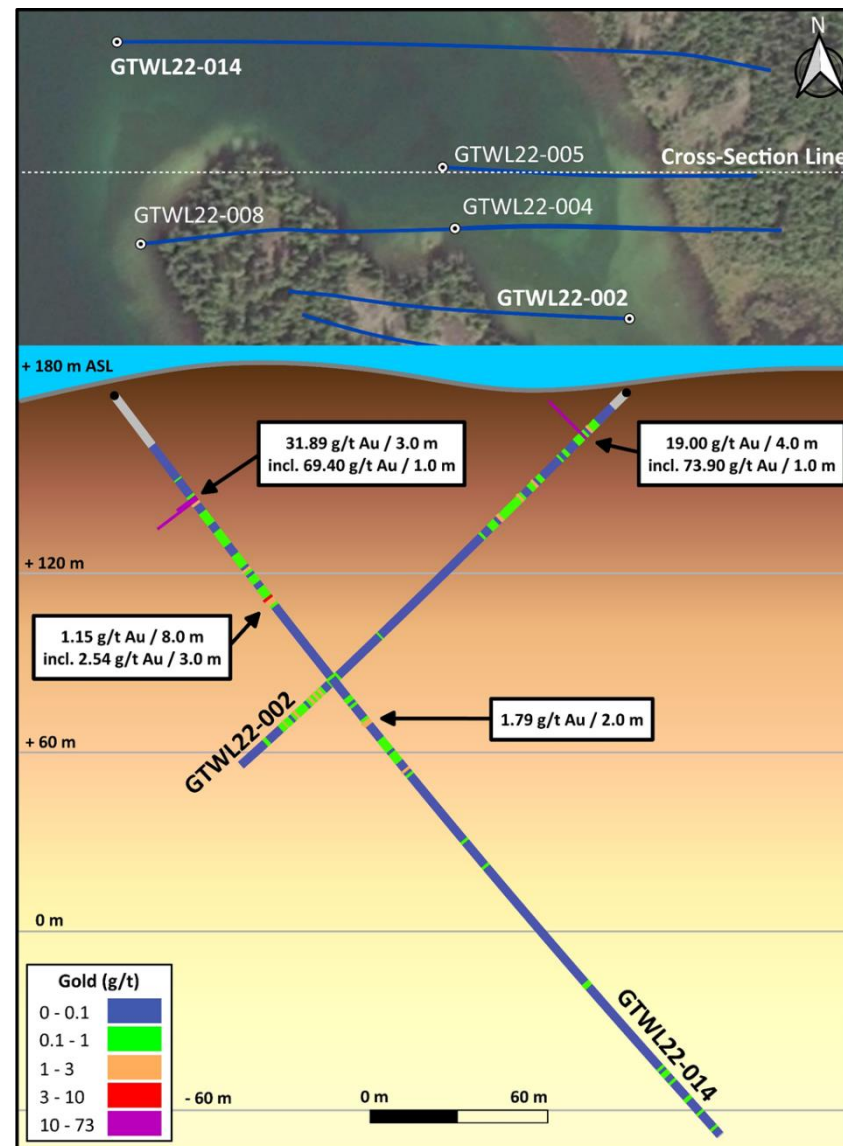 N
GTWL22-014
GTWL22-005
Cross-Section Line
GTWL22-008
GTWL22-004
GTWL22-002
+ 180 m ASL
31.89 g/t Au / 3.0 m
incl. 69.40 g/t Au / 1.0 m
19.00 g/t Au / 4.0 m
incl. 73.90 g/t Au / 1.0 m
+ 120 m
1.15 g/t Au / 8.0 m
incl. 2.54 g/t Au / 3.0 m
GTWL22-002
1.79 g/t Au / 2.0 m
+ 60 m
0 m
Gold (g/t)
0 - 0.1
0.1 - 1
1 - 3
3 - 10
10 - 73
GTWL22-014
- 60 m
0 m
60 m